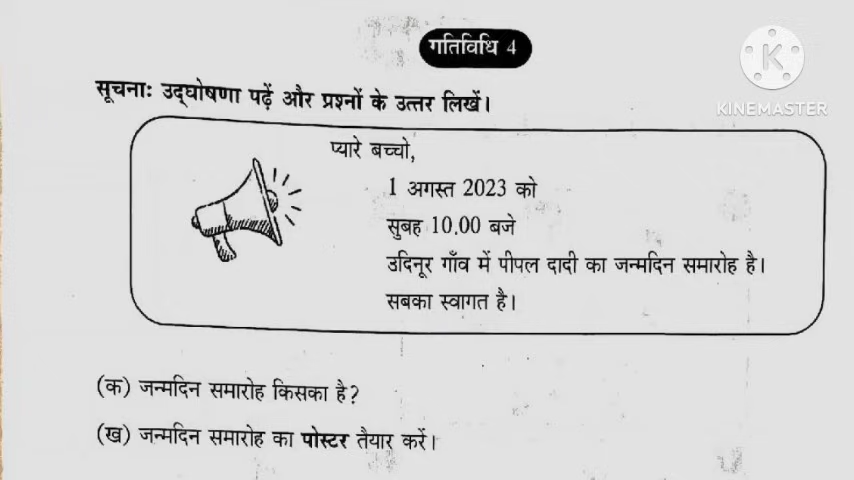 गतिविधि 4
KINEMASTER
सूचनाः उद्‌घोषणा पढ़ें और प्रश्नों के उत्तर लिखें।
प्यारे बच्चो,
1 अगस्त 2023 को
सुबह 10.00 बजे
उदिनूर गाँव में पीपल दादी का जन्मदिन समारोह है।
सबका स्वागत है।
(क) जन्मदिन समारोह किसका है?
(ख) जन्मदिन समारोह का पोस्टर तैयार करें।